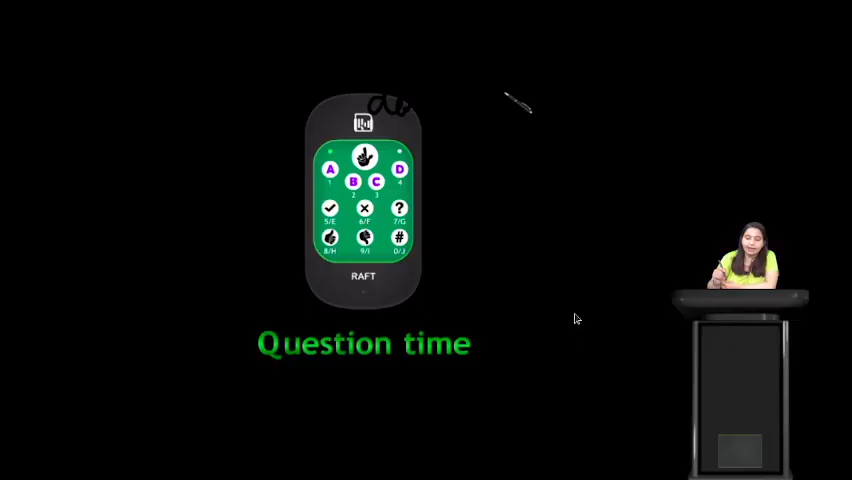 A
D
1
B
C
4
2
3
?
5/E
6/F
7/G
#
8/H
9/I
0/J
RAFT
Question time